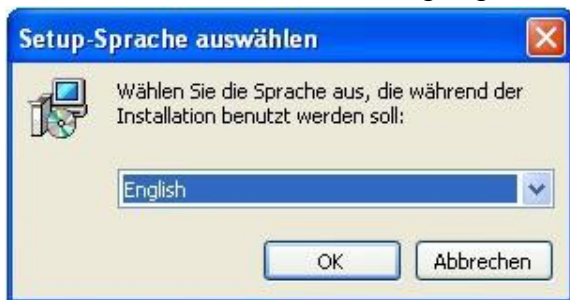 Setup-Sprache auswählen
Wählen Sie die Sprache aus, die während der
Installation benutzt werden soll:
English
OK
Abbrechen